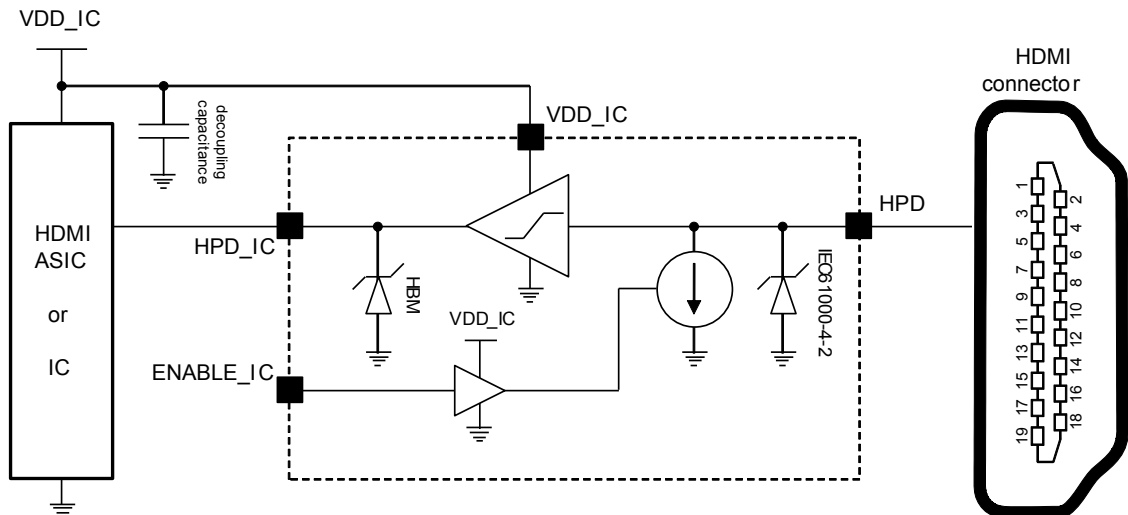 VDD_IC
decoupling
capacitance
HDMI
ASIC
or
IC
HPD_IC
ENABLE_IC
VDD_IC
HBM
VDD_IC
IEC61000-4-2
HPD
HDMI
connector
1
3
5
7
9
11
13
15
17
19
2
4
6
8
10
12
14
16
18